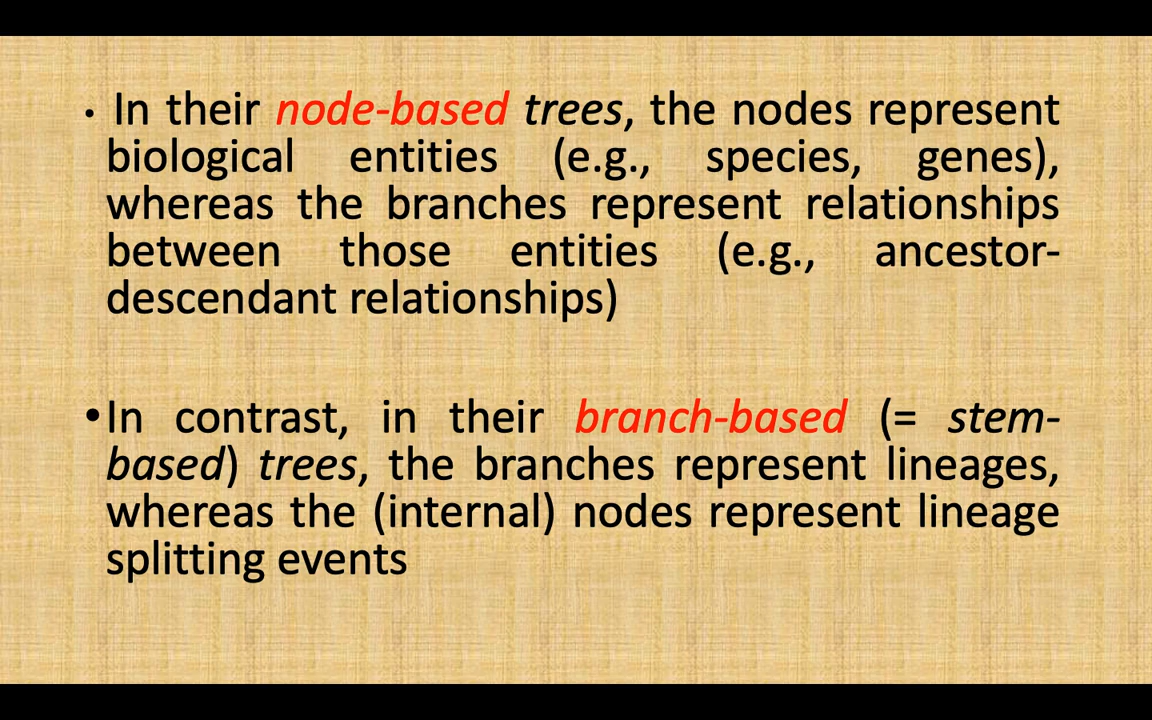 • In their node-based trees, the nodes represent
biological entities (e.g., species, genes),
whereas the branches represent relationships
between those entities (e.g., ancestor-
descendant relationships)
• In contrast, in their branch-based (= stem-
based) trees, the branches represent lineages,
whereas the (internal) nodes represent lineage
splitting events